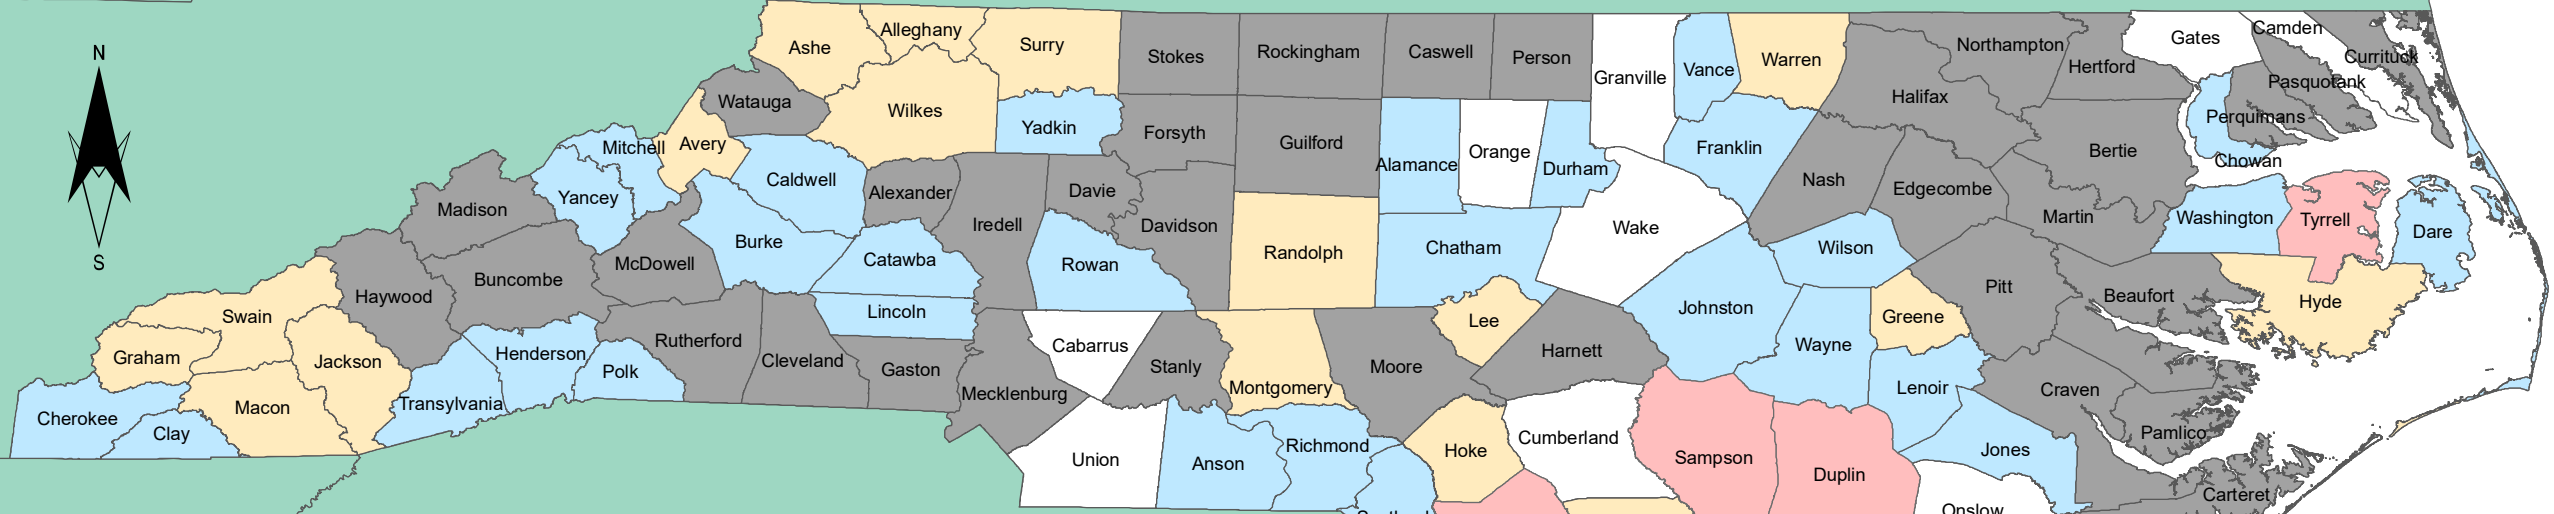 N
S
Ashe
Alleghany
Surry
Stokes
Rockingham
Caswell
Person
Granville
Vance
Warren
Northampton
Hertford
Gates
Camden
Currituck
Pasquotank
Perquimans
Chowan
Halifax
Watauga
Wilkes
Yadkin
Forsyth
Guilford
Alamance
Orange
Durham
Franklin
Nash
Edgecombe
Bertie
Martin
Washington
Tyrrell
Dare
Mitchell
Avery
Yancey
Caldwell
Alexander
Iredell
Davie
Davidson
Randolph
Chatham
Wake
Wilson
Madison
Buncombe
McDowell
Burke
Catawba
Rowan
Lincoln
Haywood
Swain
Graham
Jackson
Cherokee
Clay
Macon
Transylvania
Henderson
Polk
Rutherford
Cleveland
Gaston
Mecklenburg
Cabarrus
Stanly
Montgomery
Moore
Lee
Harnett
Johnston
Wayne
Greene
Pitt
Beaufort
Hyde
Lenoir
Craven
Pamlico
Union
Anson
Richmond
Hoke
Cumberland
Sampson
Duplin
Jones
Onslow
Carteret